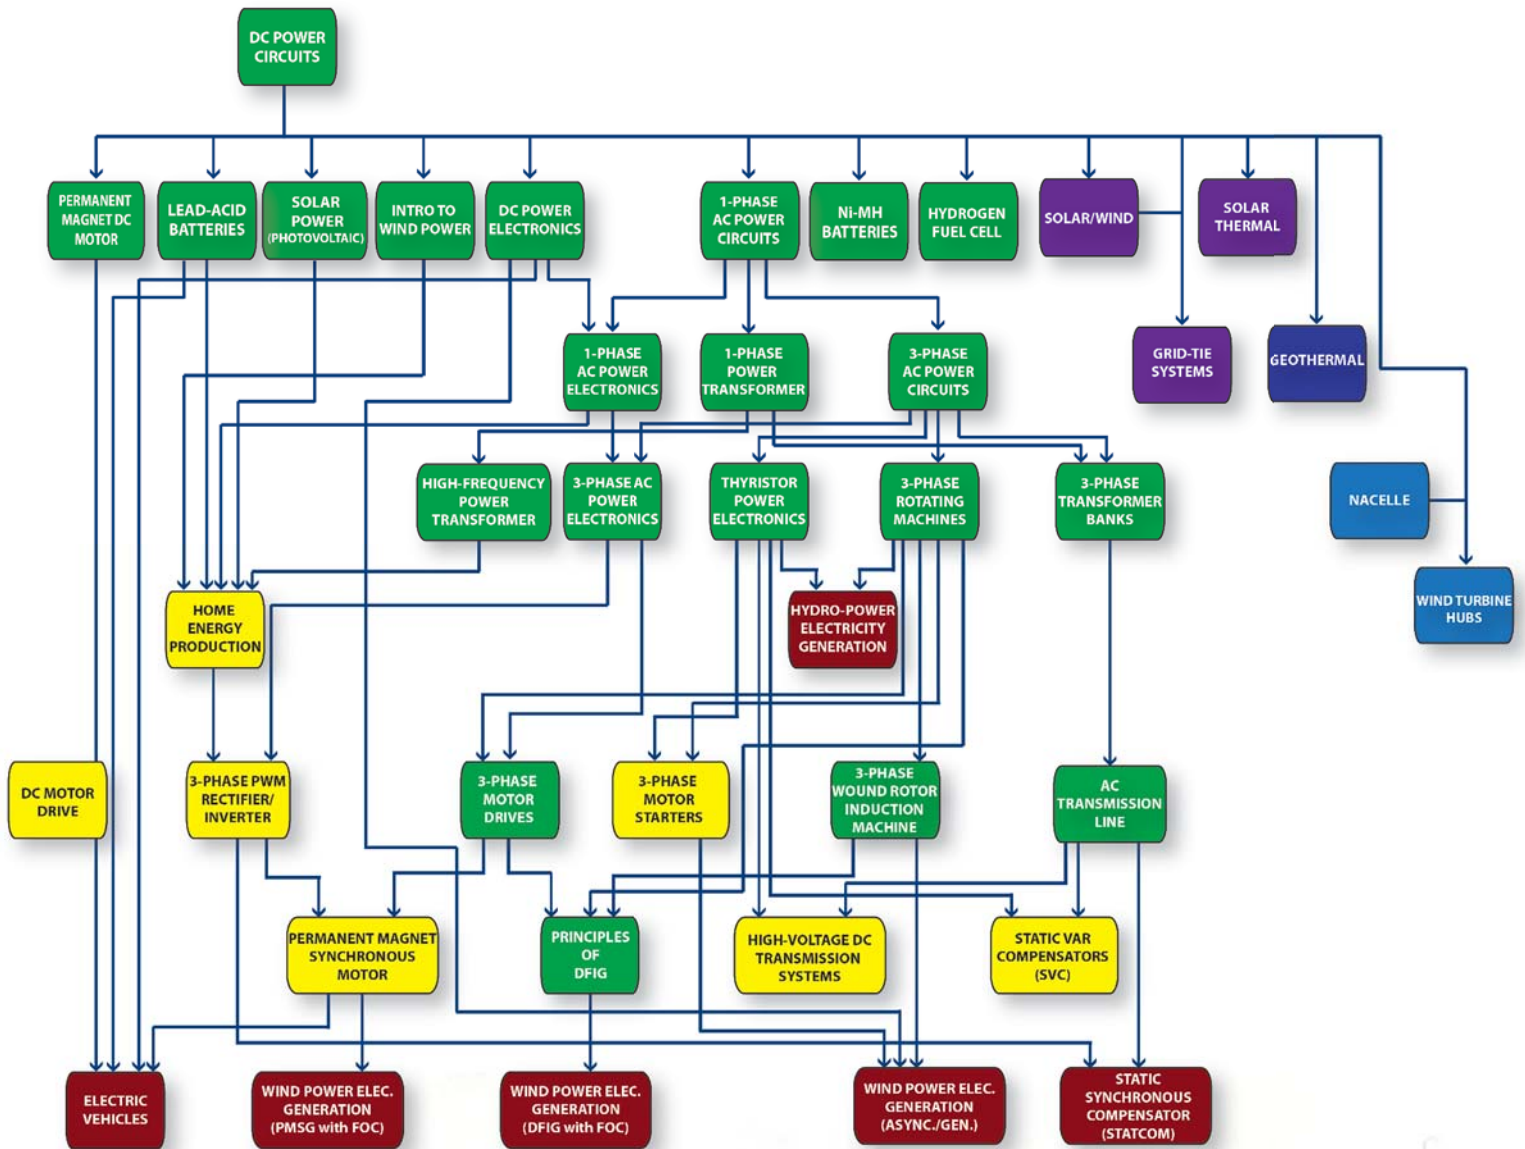 DC POWER
CIRCUITS
PERMANENT
MAGNET DC
MOTOR
LEAD-ACID
BATTERIES
SOLAR
POWER
(PHOTOVOLTAIC)
INTRO TO
WIND POWER
DC POWER
ELECTRONICS
1-PHASE
AC POWER
CIRCUITS
Ni-MH
BATTERIES
HYDROGEN
FUEL CELL
SOLAR/WIND
SOLAR
THERMAL
1-PHASE
AC POWER
ELECTRONICS
1-PHASE
POWER
TRANSFORMER
3-PHASE
AC POWER
CIRCUITS
GRID-TIE
SYSTEMS
GEOTHERMAL
HIGH-FREQUENCY
POWER
TRANSFORMER
3-PHASE AC
POWER
ELECTRONICS
THYRISTOR
POWER
ELECTRONICS
3-PHASE
ROTATING
MACHINES
3-PHASE
TRANSFORMER
BANKS
NACELLE
HOME
ENERGY
PRODUCTION
HYDRO-POWER
ELECTRICITY
GENERATION
WIND TURBINE
HUBS
DC MOTOR
DRIVE
3-PHASE PWM
RECTIFIER/
INVERTER
3-PHASE
MOTOR
DRIVES
3-PHASE
MOTOR
STARTERS
3-PHASE
WOUND ROTOR
INDUCTION
MACHINE
AC
TRANSMISSION
LINE
PERMANENT MAGNET
SYNCHRONOUS
MOTOR
PRINCIPLES
OF
DFIG
HIGH-VOLTAGE DC
TRANSMISSION
SYSTEMS
STATIC VAR
COMPENSATORS
(SVC)
ELECTRIC
VEHICLES
WIND POWER ELEC.
GENERATION
(PMSG with FOC)
WIND POWER ELEC.
GENERATION
(DFIG with FOC)
WIND POWER ELEC.
GENERATION
(ASYNC./GEN.)
STATIC
SYNCHRONOUS
COMPENSATOR
(STATCOM)